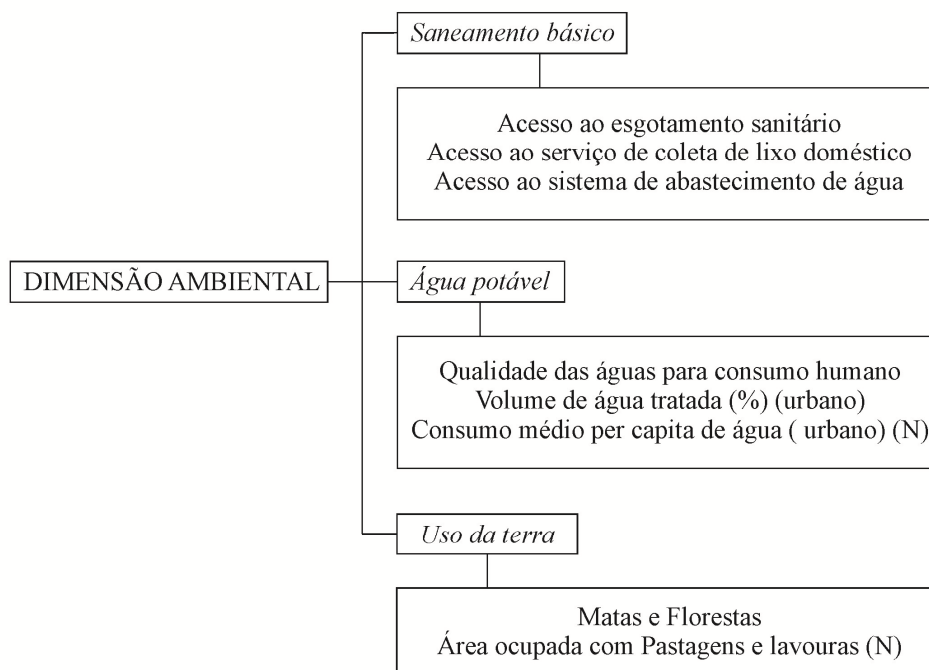 Saneamento básico
Acesso ao esgotamento sanitário
Acesso ao serviço de coleta de lixo doméstico
Acesso ao sistema de abastecimento de água
DIMENSÃO AMBIENTAL
Água potável
Qualidade das águas para consumo humano
Volume de água tratada (%) (urbano)
Consumo médio per capita de água ( urbano) (N)
Uso da terra
Matas e Florestas
Área ocupada com Pastagens e lavouras (N)